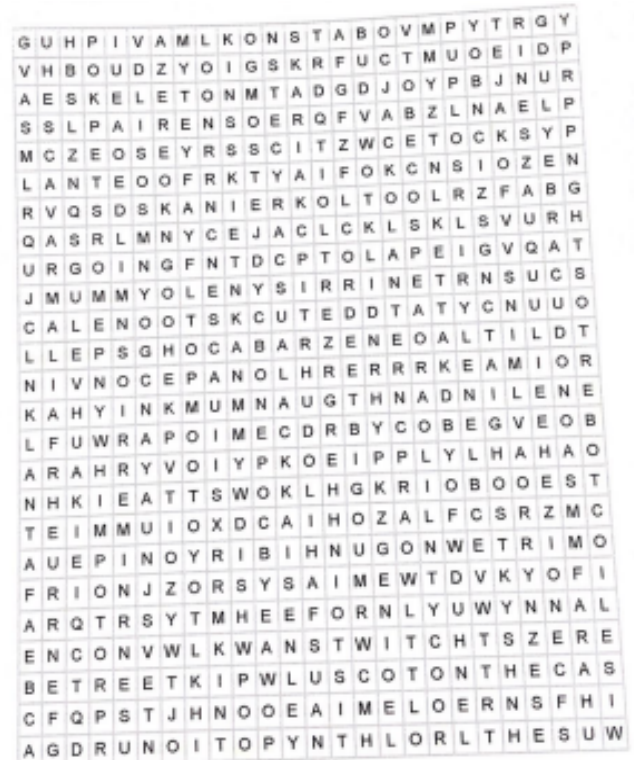 G U H P I V A M L K O N S T A B O V M P Y T R G Y
V H B O U D Z Y O I G S K R F U C T M U O E I D P
A E S K E L E T O N M T A D G D J O Y P B J N U R
S S L P A I R E N S O E R Q F V A B Z L N A E L P
M C Z E O S E Y R S S C I T Z W C E T O C K S Y P
L A N T E O O F R K T Y A I F O K C N S I O Z E N
R V Q S D S K A N I E R K O L T O O L R Z F A B G
Q A S R L M N Y C E J A C L C K L S K L S V U R H
U R G O I N G F N T D C P T O L A P E I G V Q A T
J M U M M Y O L E N Y S I R R I N E T R N S U C S
C A L E N O O T S K C U T E D D T A T Y C N U U O
L L E P S G H O C A B A R Z E N E O A L T I L D T
N I V N O C E P A N O L H R E R R R K E A M I O R
K A H Y I N K M U M N A U G T H N A D N I L E N E
L F U W R A P O I M E C D R B Y C O B E G V E O B
A R A H R Y V O I Y P K O E I P P L Y L H A H A O
N H K I E A T T S W O K L H G K R I O B O O E S T
T E I M M U I O X D C A I H O Z A L F C S R Z M C
A U E P I N O Y R I B I H N U G O N W E T R I M O
F R I O N J Z O R S Y S A I M E W T D V K Y O F I
A R Q T R S Y T M H E E F O R N L Y U W Y N N A L
E N C O N V W L K W A N S T W I T C H T S Z E R E
B E T R E E T K I P W L U S C O T O N T H E C A S
C F Q P S T J H N O O E A I M E L O E R N S F H I
A G D R U N O I T O P Y N T H L O R L T H E S U W